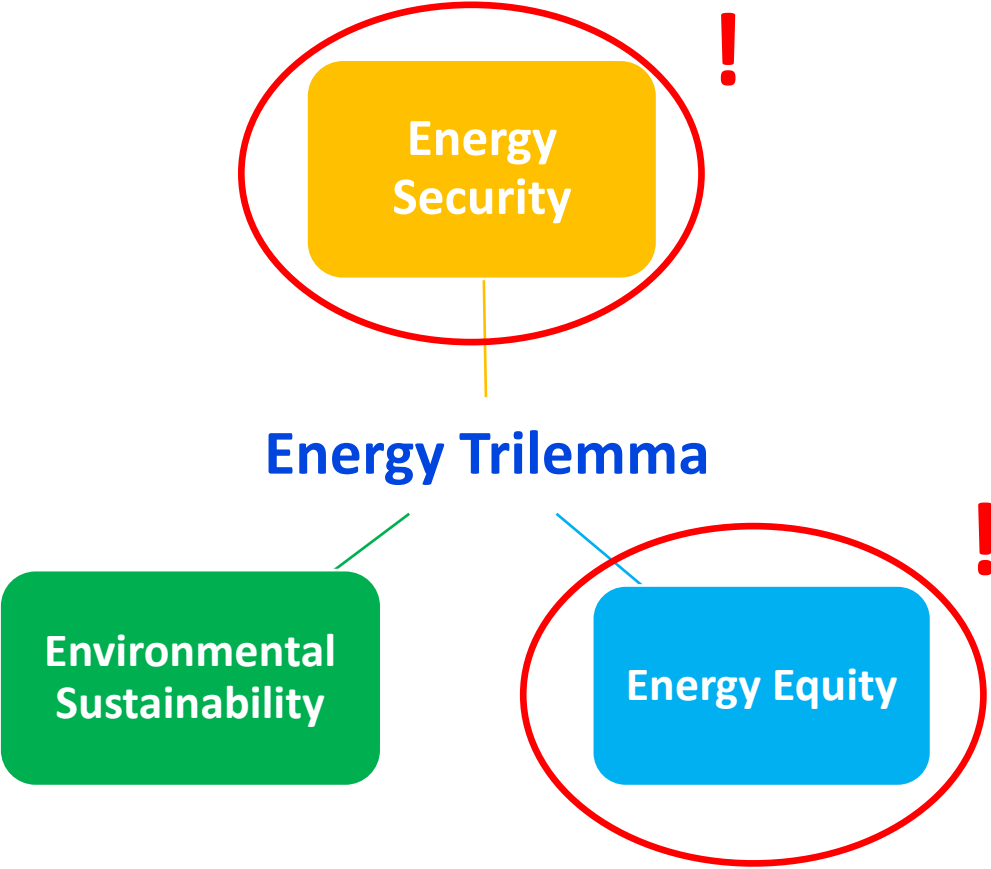 !
Energy
Security
Energy Trilemma
!
Environmental
Sustainability
Energy Equity